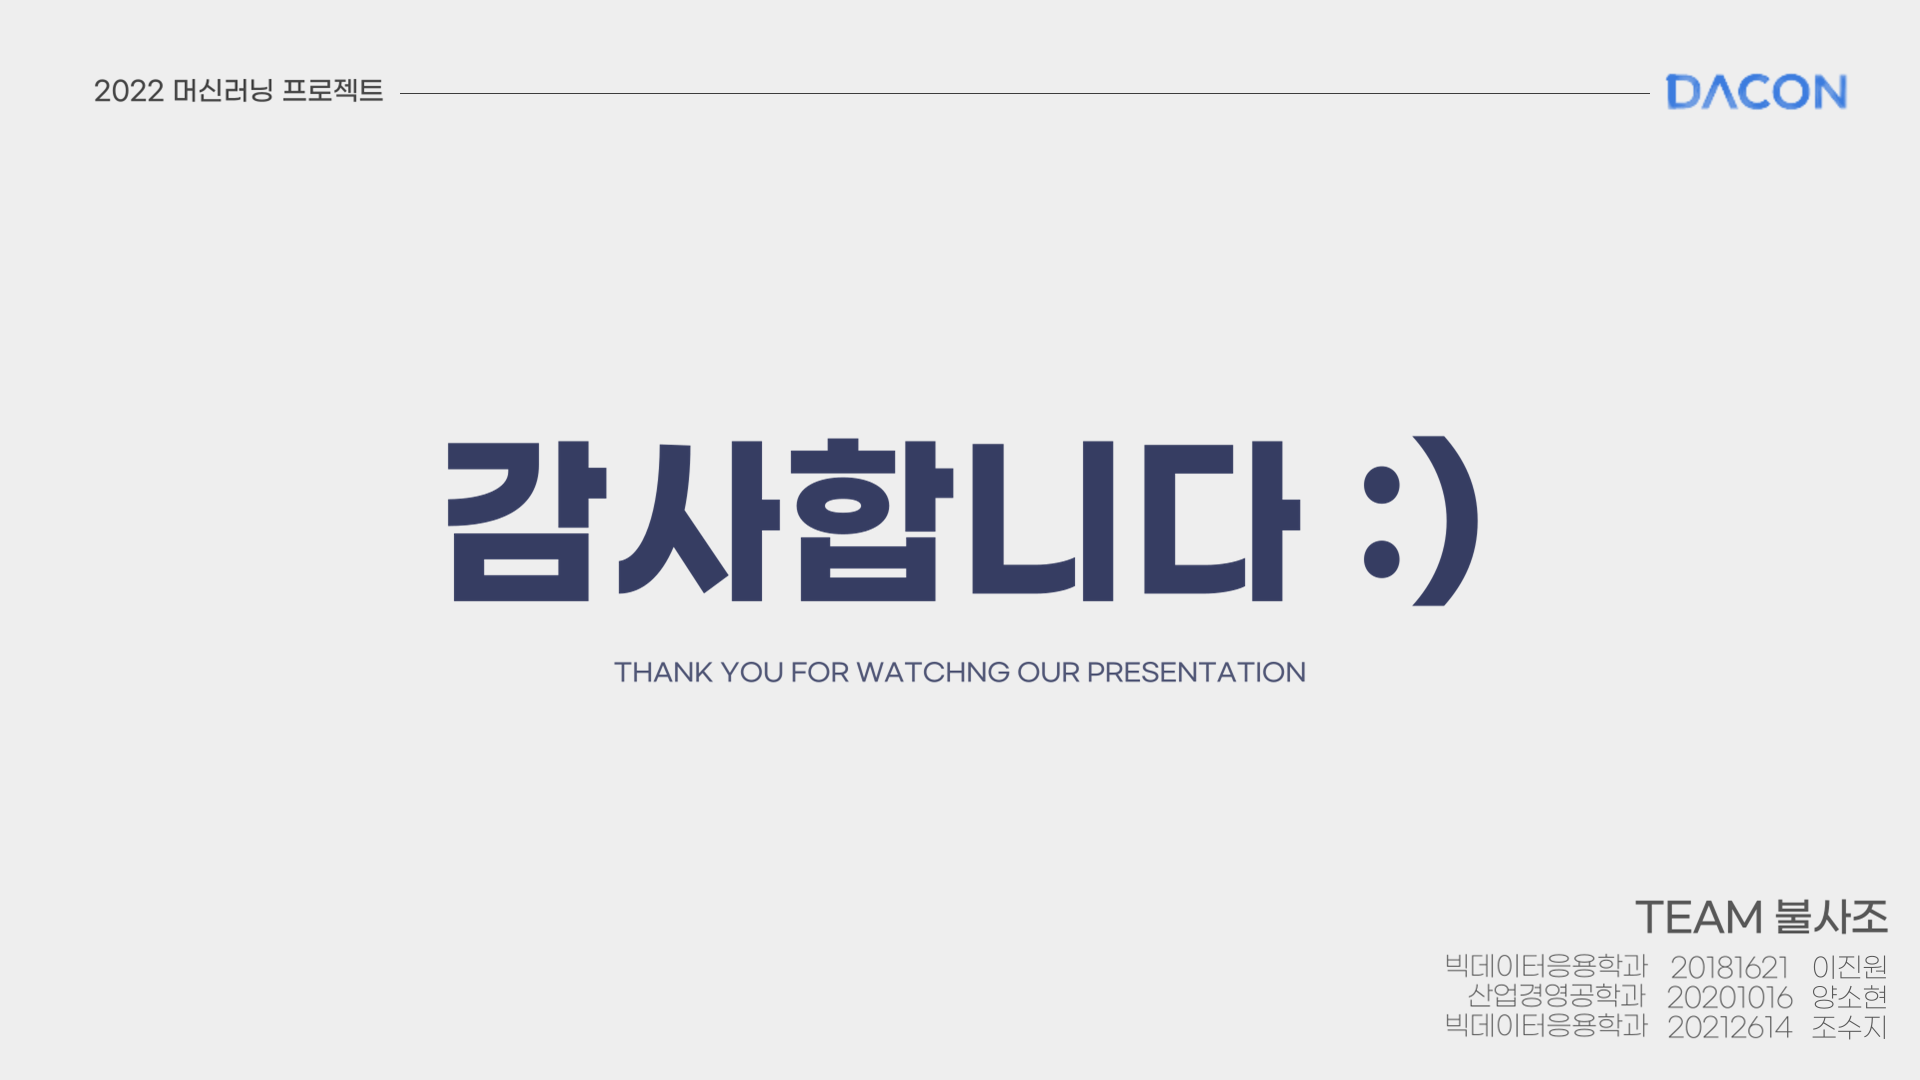 2022 머신러닝 프로젝트
DACON
감사합니다 :)
THANK YOU FOR WATCHNG OUR PRESENTATION
TEAM 불사조
빅데이터응용학과 20181621 이진원
산업경영공학과 20201016 양소현
빅데이터응용학과 20212614 조수지